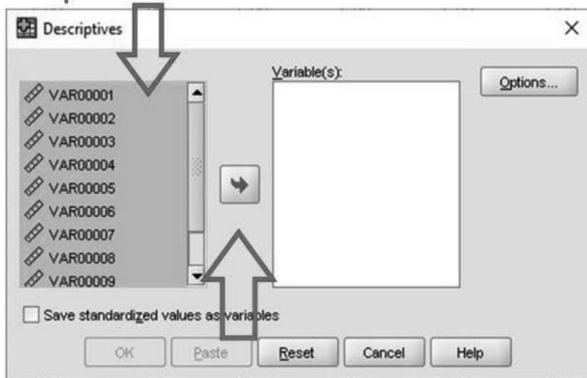 Descriptives
Variable(s):
Options...
VAR00001
VAR00002
VAR00003
VAR00004
VAR00005
VAR00006
VAR00007
VAR00008
VAR00009
Save standardized values as variables
OK
Paste
Reset
Cancel
Help